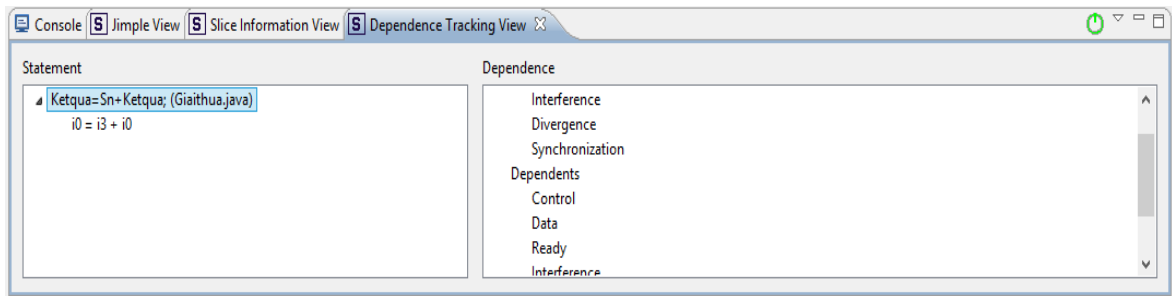 Console S Jimple View S Slice Information View S Dependence Tracking View
Statement
Ketqua=Sn+Ketqua; (Giaithua.java)
i0 = i3 + i0
Dependence
Interference
Divergence
Synchronization
Dependents
Control
Data
Ready
Interference